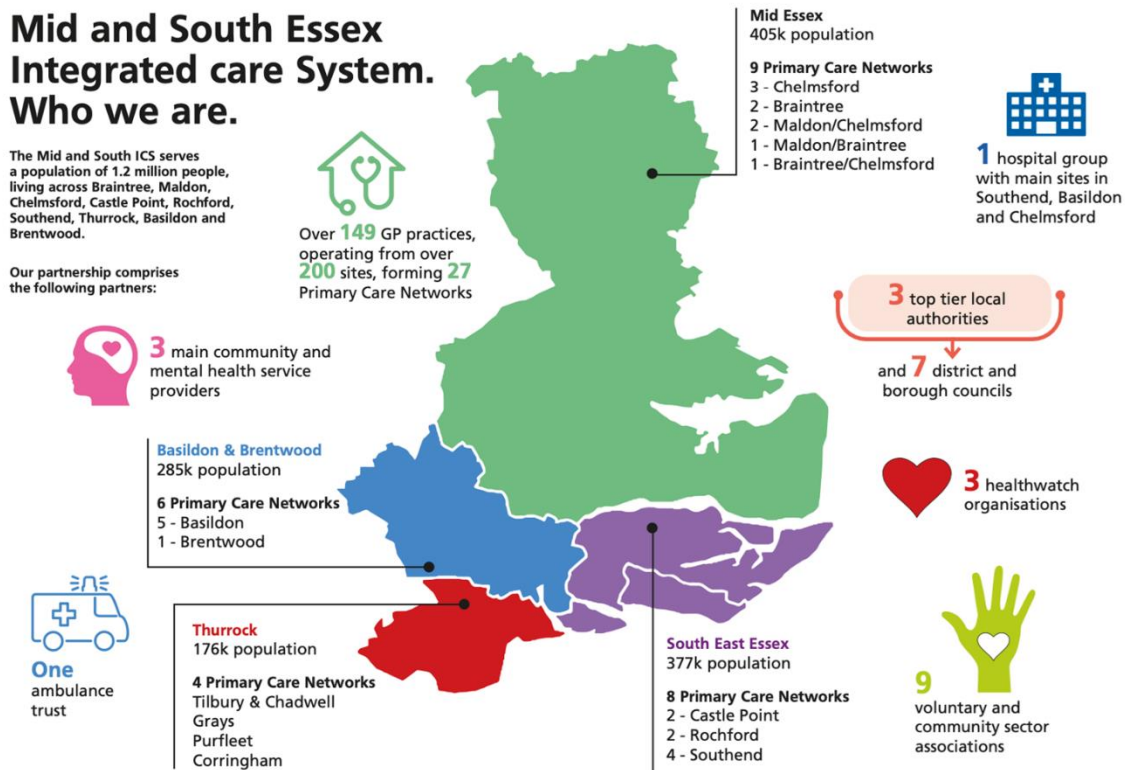 Mid and South Essex
Integrated care System.
Who we are.
The Mid and South ICS serves
a population of 1.2 million people,
living across Braintree, Maldon,
Chelmsford, Castle Point, Rochford,
Southend, Thurrock, Basildon and
Brentwood.
Our partnership comprises
the following partners:
Over 149 GP practices,
operating from over
200 sites, forming 27
Primary Care Networks
Mid Essex
405k population
9 Primary Care Networks
3 - Chelmsford
2 - Braintree
2 - Maldon/Chelmsford
1 - Maldon/Braintree
1 - Braintree/Chelmsford
1 hospital group
with main sites in
Southend, Basildon
and Chelmsford
3 main community and
mental health service
providers
3 top tier local
authorities
and 7 district and
borough councils
Basildon & Brentwood
285k population
6 Primary Care Networks
5 - Basildon
1 - Brentwood
3 healthwatch
organisations
One
ambulance
trust
Thurrock
176k population
4 Primary Care Networks
Tilbury & Chadwell
Grays
Purfleet
Corringham
South East Essex
377k population
8 Primary Care Networks
2 - Castle Point
2 - Rochford
4 - Southend
9
voluntary and
community sector
associations